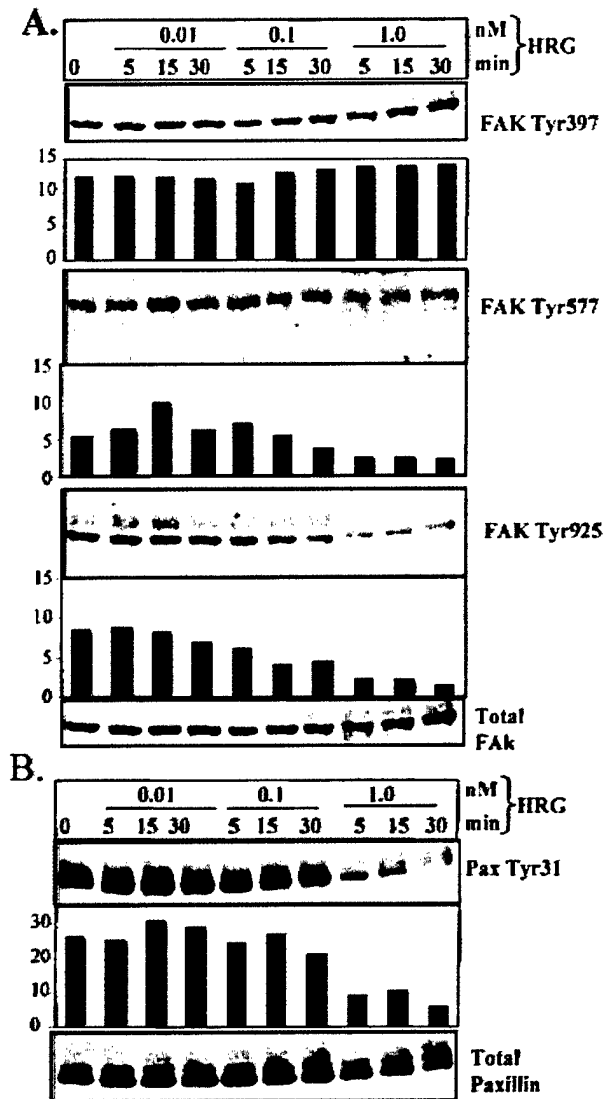 A.
0.01 0.1 1.0 nM
0 5 15 30 5 15 30 5 15 30 min } HRG
FAK Tyr397
15
10
5
0
FAK Tyr577
15
10
5
0
FAK Tyr925
15
10
5
0
Total
FAk
B.
0.01 0.1 1.0 nM
0 5 15 30 5 15 30 5 15 30 min } HRG
Pax Tyr31
30
20
10
0
Total
Paxillin